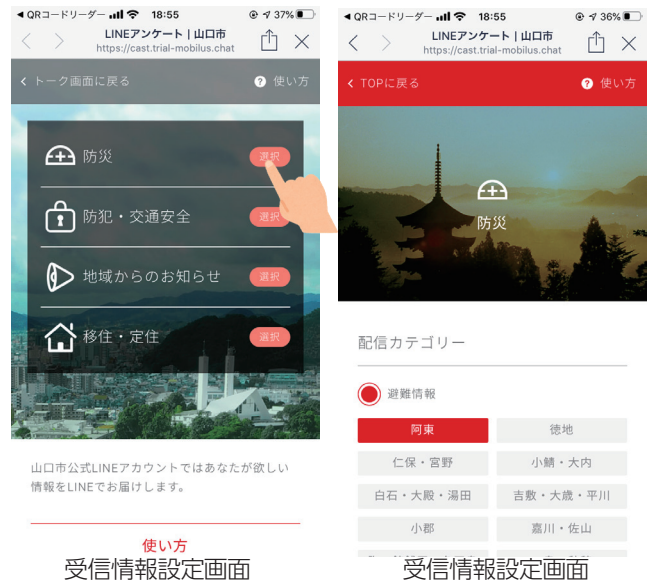 QRコードリーダー 18:55 37%
LINEアンケート | 山口市
https://cast.trial-mobilus.chat
トーク画面に戻る
使い方
防災
選択
防犯・交通安全
選択
地域からのお知らせ
選択
移住・定住
選択
山口市公式LINEアカウントではあなたが欲しい
情報をLINEでお届けします。
使い方
受信情報設定画面
QRコードリーダー 18:55 36%
LINEアンケート | 山口市
https://cast.trial-mobilus.chat
TOPに戻る
使い方
防災
配信カテゴリー
避難情報
阿東
徳地
仁保・宮野
小鯖・大内
白石・大殿・湯田
吉敷・大歳・平川
小郡
嘉川・佐山
受信情報設定画面